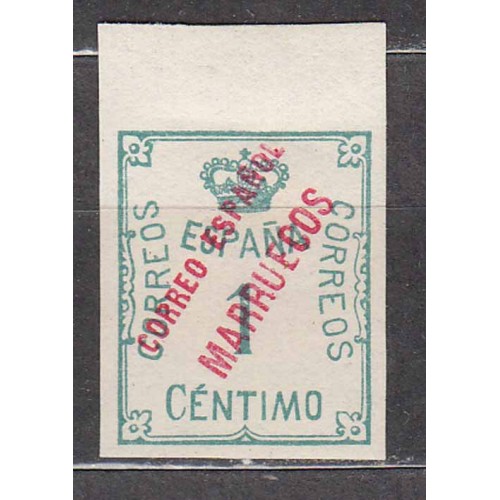 ESPAÑA
CORREOS
CORREOS
1
CÉNTIMO
CORREO ESPAÑOL
MARRUECOS